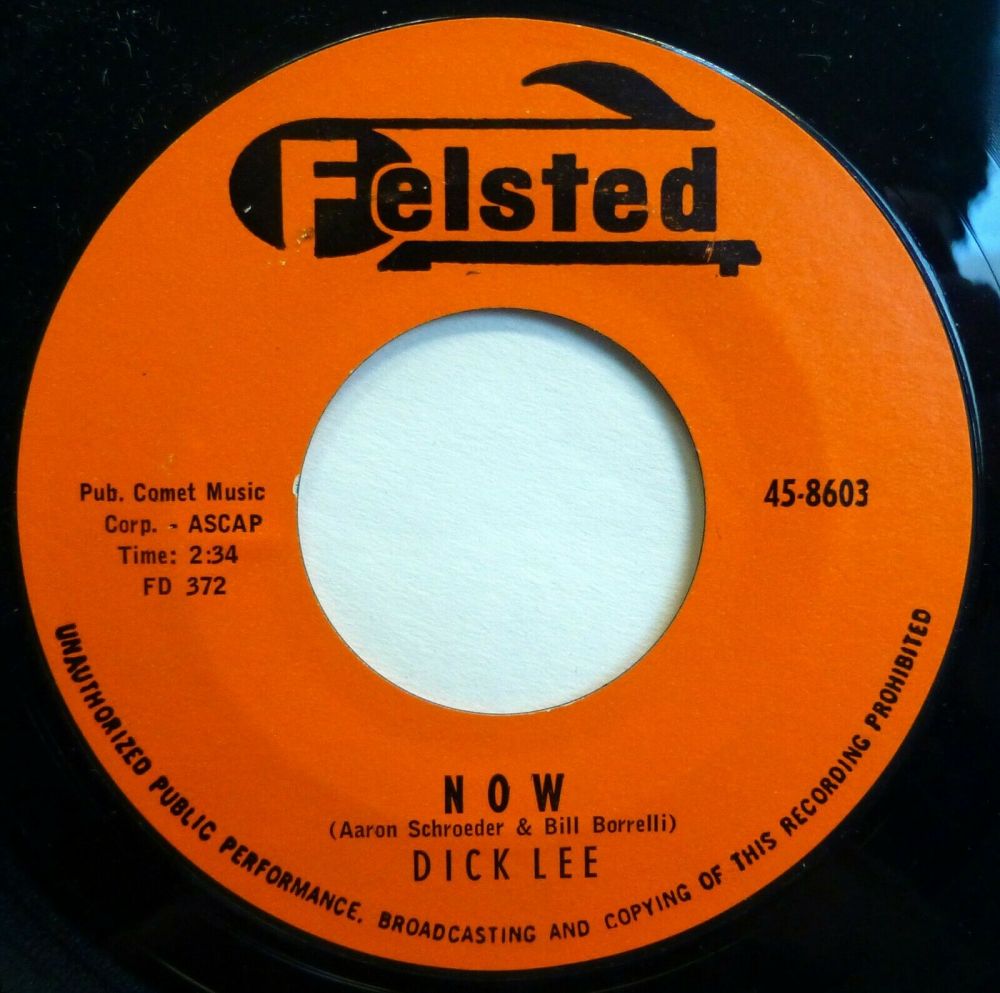 Felsted
Pub. Comet Music
Corp. - ASCAP
Time: 2:34
FD 372
45-8603
NOW
(Aaron Schroeder & Bill Borrelli)
DICK LEE
UNAUTHORIZED PUBLIC PERFORMANCE, BROADCASTING AND COPYING OF THIS RECORDING PROHIBITED